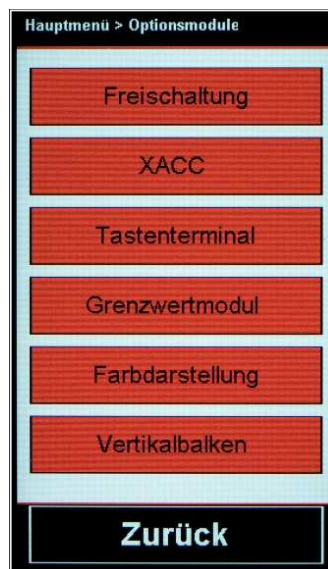 Hauptmenü > Optionsmodule
Freischaltung
XACC
Tastenterminal
Grenzwertmodul
Farbdarstellung
Vertikalbalken
Zurück